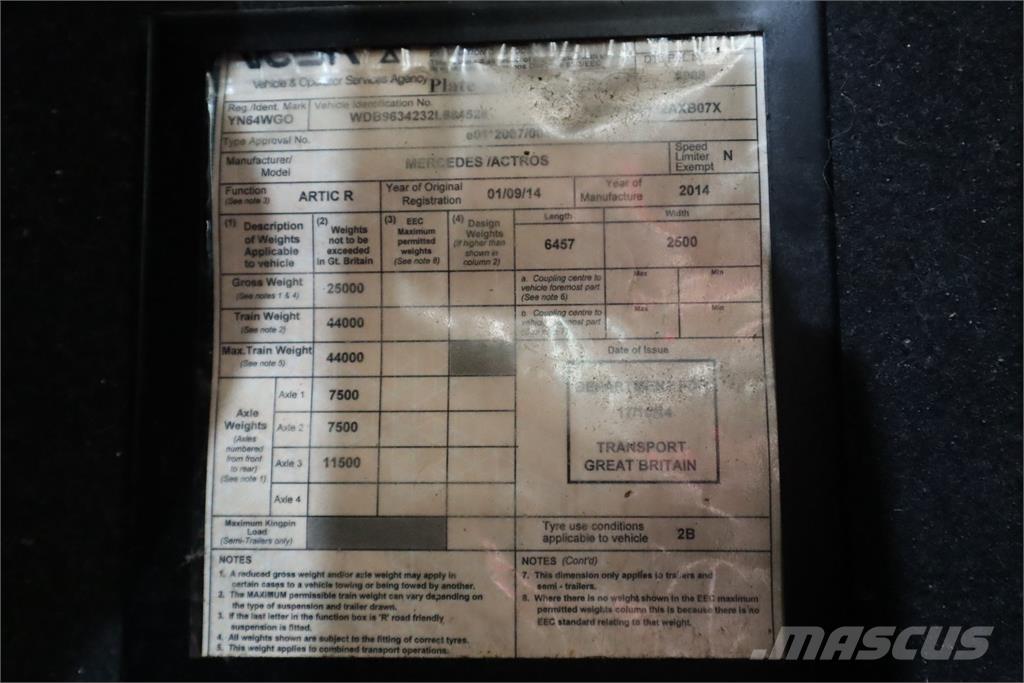 Vehicle & Operator Services Agency Plate
Reg./Ident. Mark Vehicle Identification No.
YN64WGO
Type Approval No.
Manufacturer/ Model MERCEDES /ACTROS Speed Limiter Exempt N
Function (See note 3) ARTIC R Year of Original Registration 01/09/14 Year of Manufacture 2014
(1) Description of Weights Applicable to vehicle
(2) Weights not to be exceeded in Gt. Britain
(3) EEC Maximum permitted weights (See note 8)
(4) Design Weights (if higher than shown in column 2)
Length Width
6457 2500
Gross Weight (See notes 1 & 4) 25000
a. Coupling centre to vehicle foremost part (See note 6) Max Min
Train Weight (See note 2) 44000
b. Coupling centre to vehicle foremost part Max Min
Max.Train Weight (See note 5) 44000
Date of Issue
Axle Weights (Axles numbered from front to rear) (See note 1)
Axle 1 7500
Axle 2 7500
Axle 3 11500
Axle 4
DEPARTMENT FOR
TRANSPORT
GREAT BRITAIN
Maximum Kingpin Load (Semi-Trailers only)
Tyre use conditions applicable to vehicle 2B
NOTES
1. A reduced gross weight and/or axle weight may apply in
certain cases to a vehicle towing or being towed by another.
2. The MAXIMUM permissible train weight can vary depending on
the type of suspension and trailer drawn.
3. If the last letter in the function box is 'R' road friendly
suspension is fitted.
4. All weights shown are subject to the fitting of correct tyres.
5. This weight applies to combined transport operations.
NOTES (Cont'd)
7. This dimension only applies to trailers and
semi - trailers.
8. Where there is no weight shown in the EEC maximum
permitted weights column this is because there is no
EEC standard relating to that weight.
MASCUS